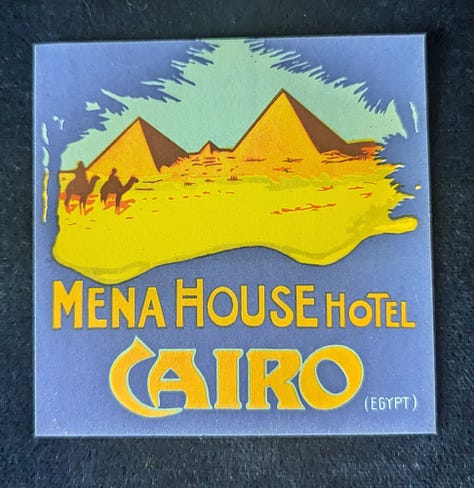 MENA HOUSE HOTEL
CAIRO
(EGYPT)